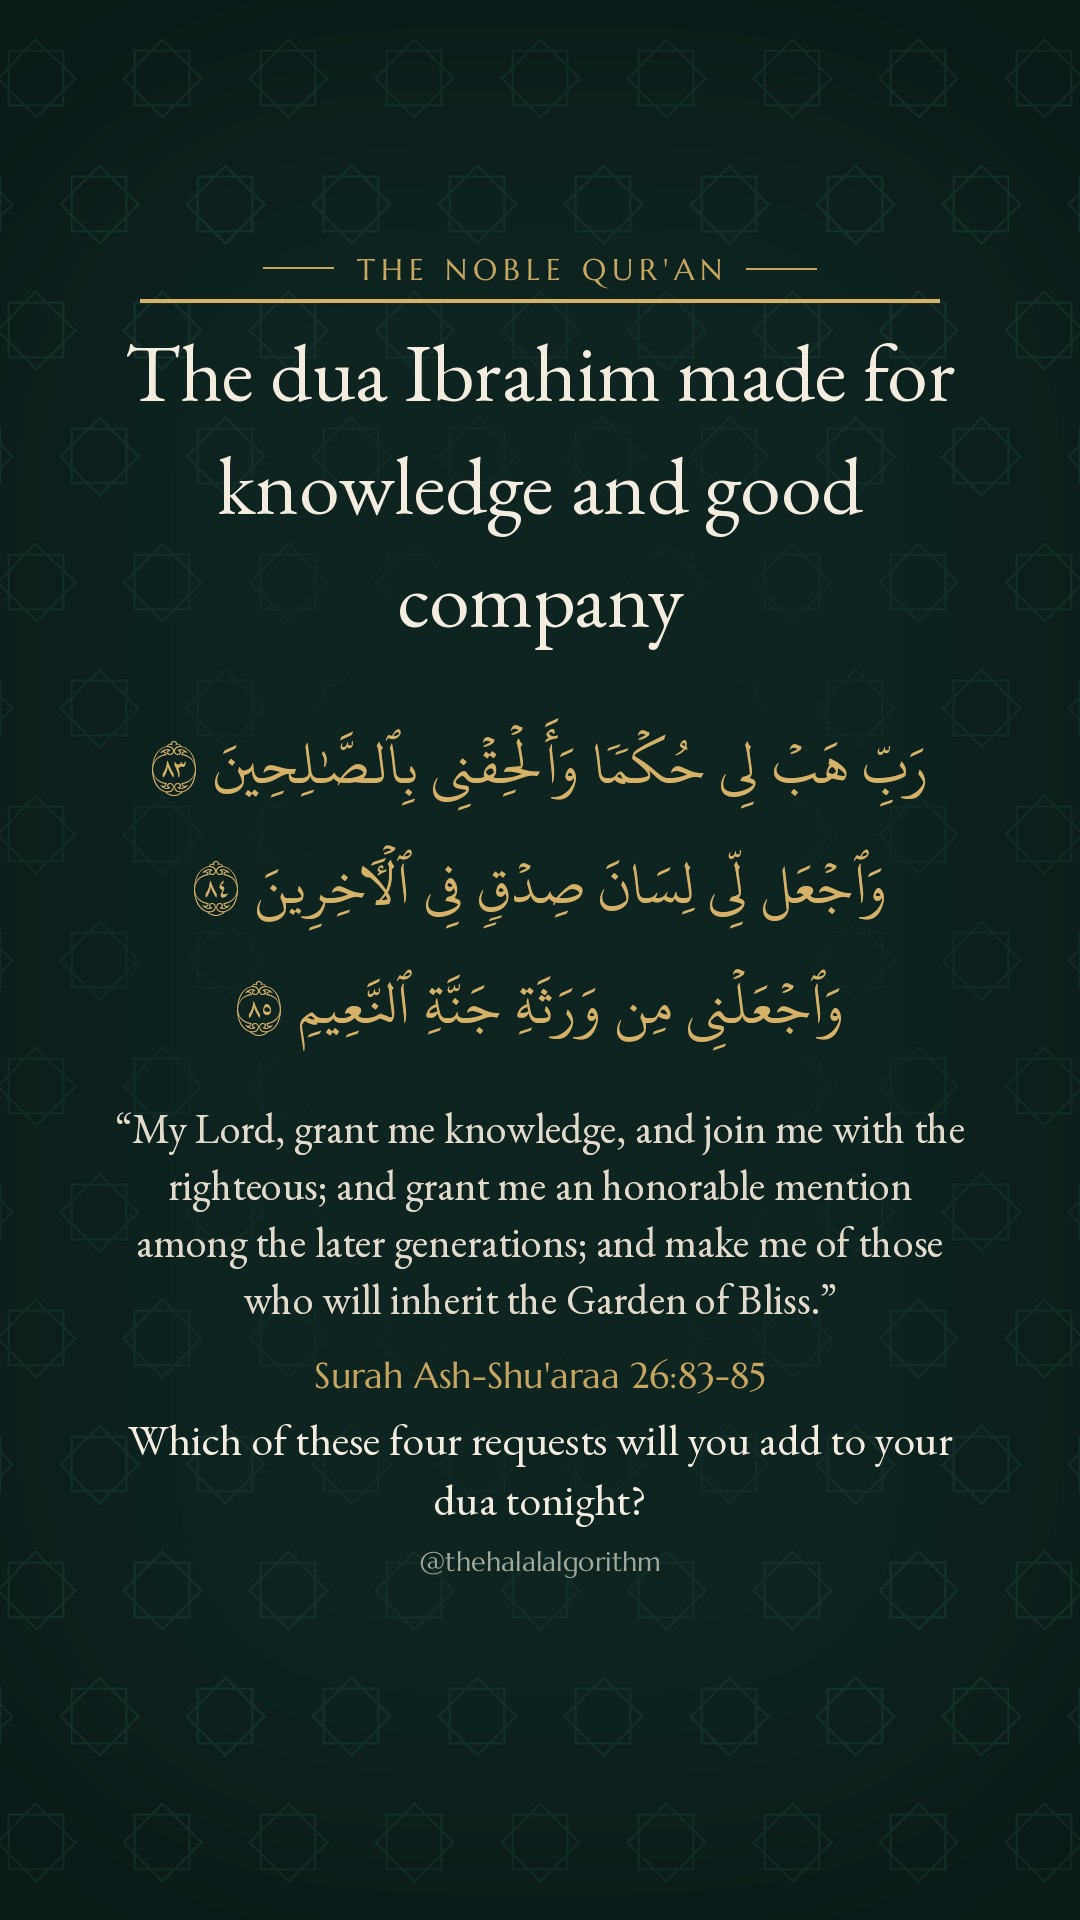 THE NOBLE QUR'AN
The dua Ibrahim made for
knowledge and good
company
رَبِّ هَبْ لِى حُكْمًا وَأَلْحِقْنِى بِٱلصَّـٰلِحِينَ ٨٣
وَٱجْعَل لِّى لِسَانَ صِدْقٍ فِى ٱلْـَٔاخِرِينَ ٨٤
وَٱجْعَلْنِى مِن وَرَثَةِ جَنَّةِ ٱلنَّعِيمِ ٨٥
“My Lord, grant me knowledge, and join me with the
righteous; and grant me an honorable mention
among the later generations; and make me of those
who will inherit the Garden of Bliss.”
Surah Ash-Shu'araa 26:83-85
Which of these four requests will you add to your
dua tonight?
@thehalalalgorithm